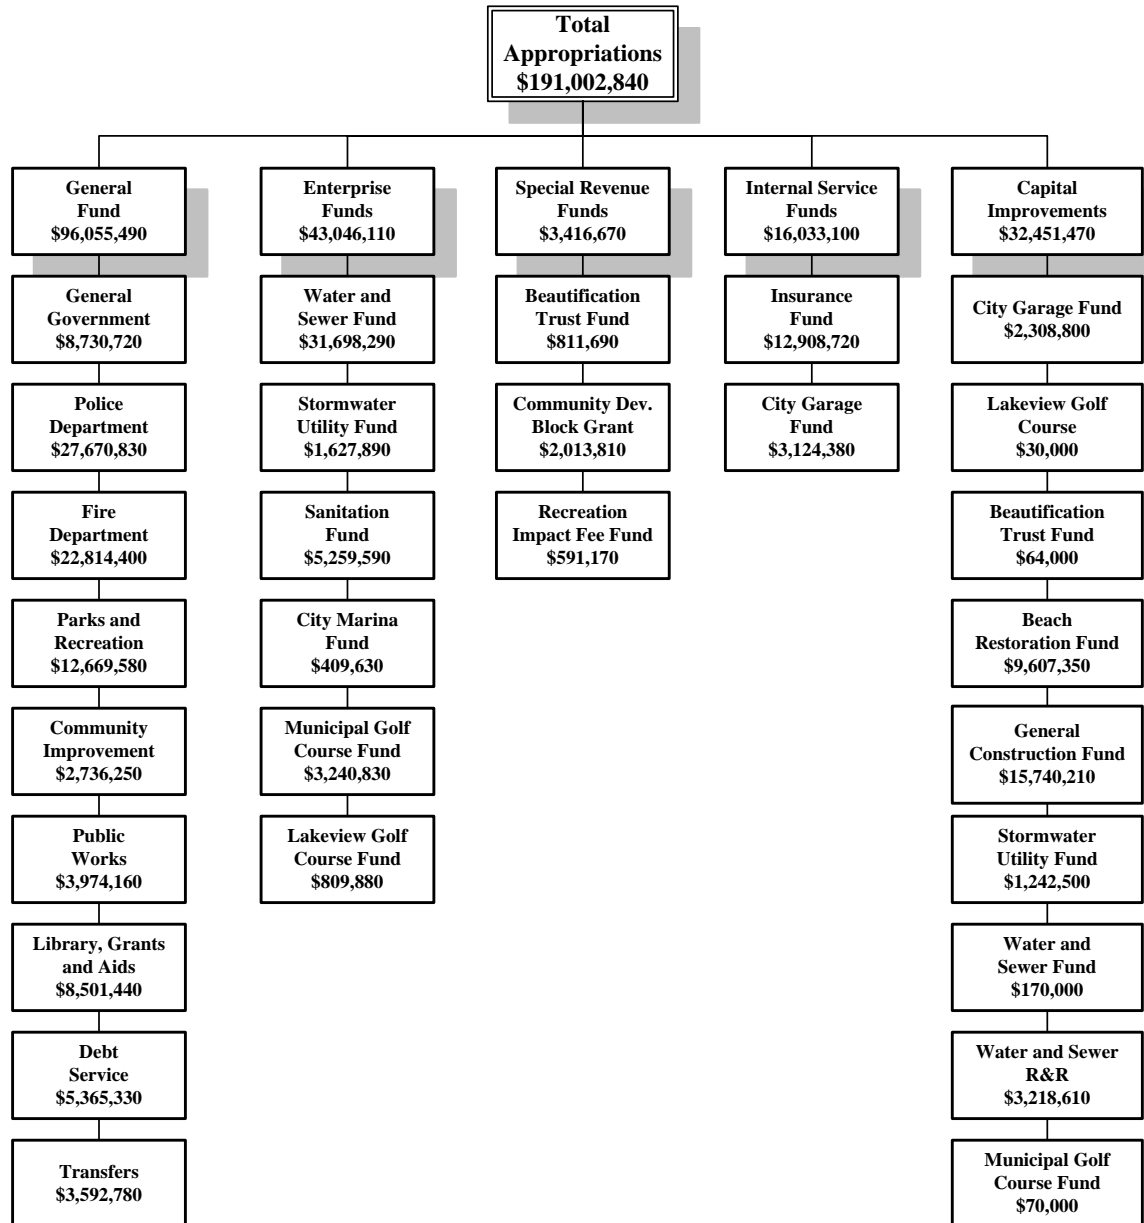 Total
Appropriations
$191,002,840
General
Fund
$96,055,490
General
Government
$8,730,720
Police
Department
$27,670,830
Fire
Department
$22,814,400
Parks and
Recreation
$12,669,580
Community
Improvement
$2,736,250
Public
Works
$3,974,160
Library, Grants
and Aids
$8,501,440
Debt
Service
$5,365,330
Transfers
$3,592,780
Enterprise
Funds
$43,046,110
Water and
Sewer Fund
$31,698,290
Stormwater
Utility Fund
$1,627,890
Sanitation
Fund
$5,259,590
City Marina
Fund
$409,630
Municipal Golf
Course Fund
$3,240,830
Lakeview Golf
Course Fund
$809,880
Special Revenue
Funds
$3,416,670
Beautification
Trust Fund
$811,690
Community Dev.
Block Grant
$2,013,810
Recreation
Impact Fee Fund
$591,170
Internal Service
Funds
$16,033,100
Insurance
Fund
$12,908,720
City Garage
Fund
$3,124,380
Capital
Improvements
$32,451,470
City Garage Fund
$2,308,800
Lakeview Golf
Course
$30,000
Beautification
Trust Fund
$64,000
Beach
Restoration Fund
$9,607,350
General
Construction Fund
$15,740,210
Stormwater
Utility Fund
$1,242,500
Water and
Sewer Fund
$170,000
Water and Sewer
R&R
$3,218,610
Municipal Golf
Course Fund
$70,000